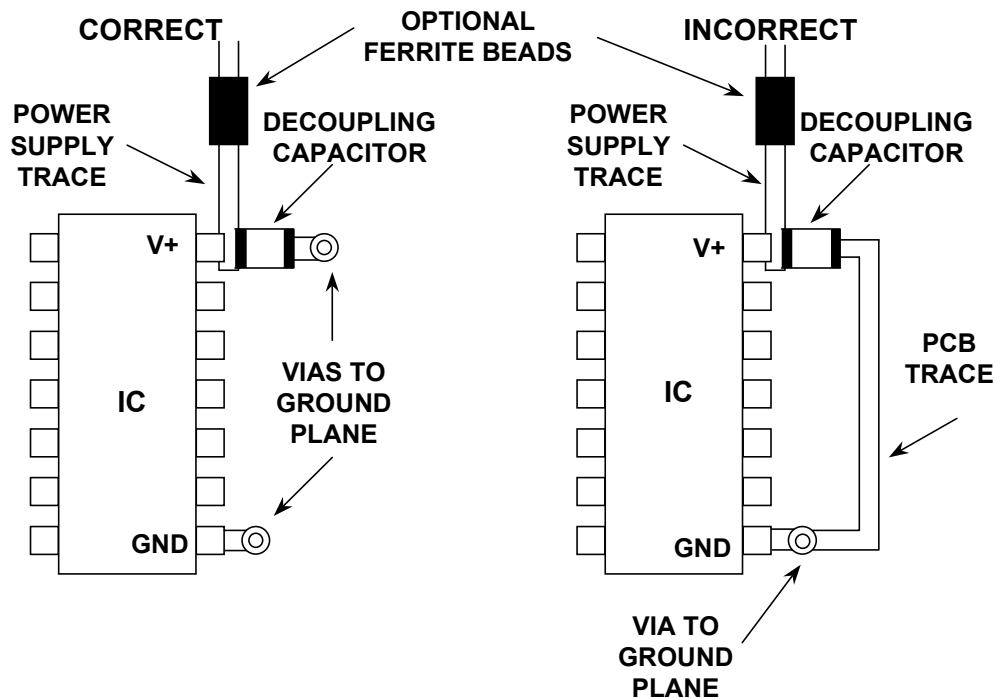 CORRECT
OPTIONAL
FERRITE BEADS
INCORRECT
POWER
SUPPLY
TRACE
DECOUPLING
CAPACITOR
POWER
SUPPLY
TRACE
DECOUPLING
CAPACITOR
V+
IC
GND
VIAS TO
GROUND
PLANE
V+
IC
GND
PCB
TRACE
VIA TO
GROUND
PLANE